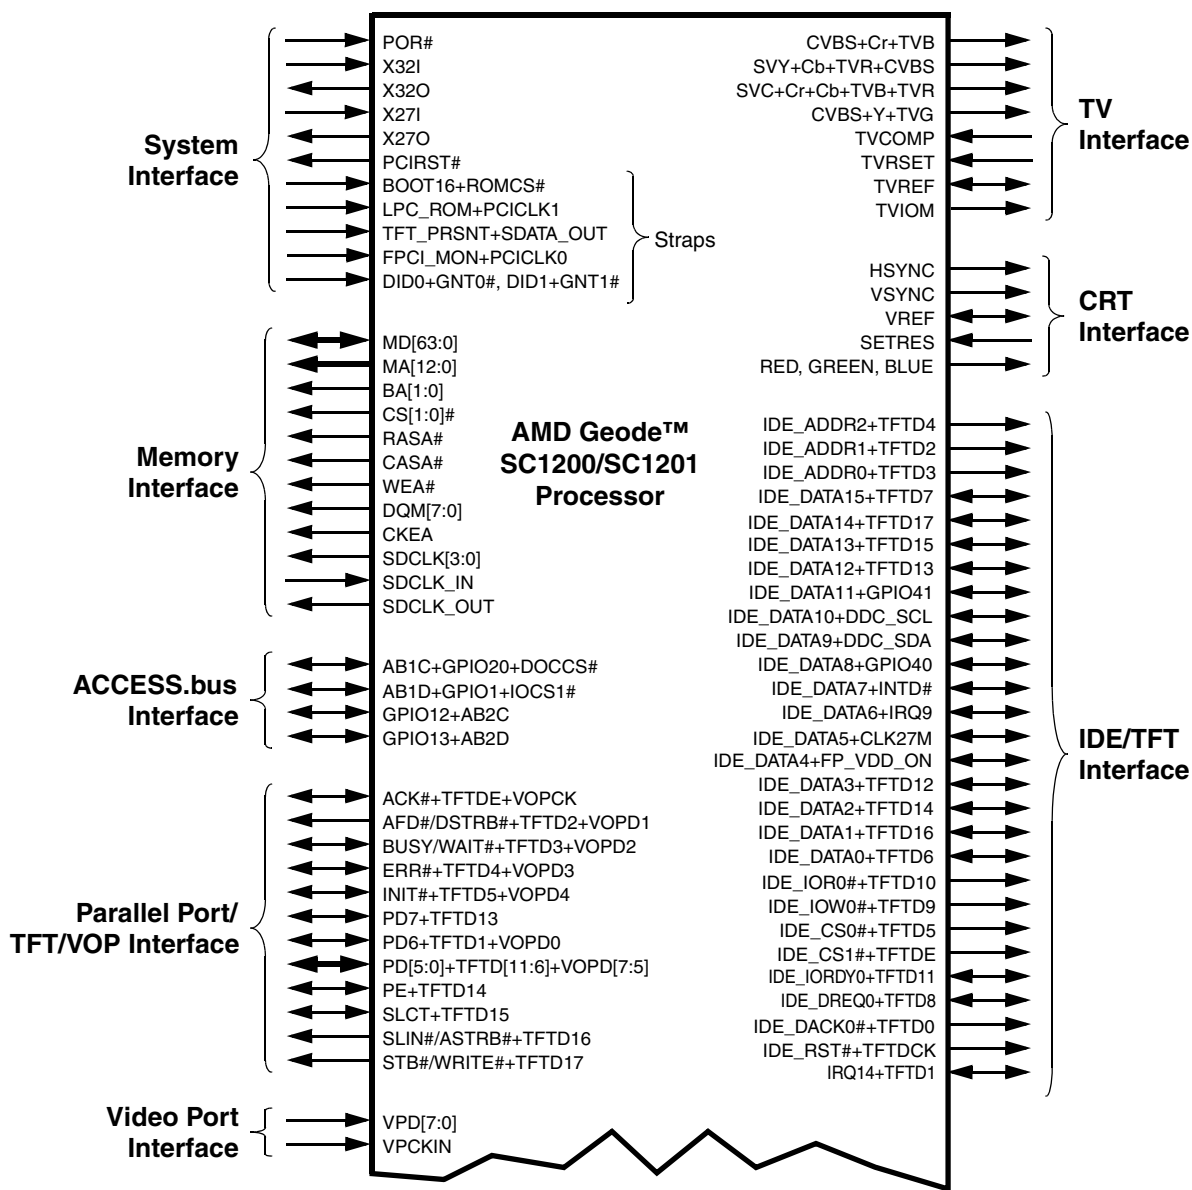 System
Interface
POR#
X32I
X32O
X27I
X27O
PCIRST#
BOOT16+ROMCS#
LPC_ROM+PCICLK1
TFT_PRSNT+SDATA_OUT
FPCI_MON+PCICLK0
DID0+GNT0#, DID1+GNT1#
Straps
Memory
Interface
MD[63:0]
MA[12:0]
BA[1:0]
CS[1:0]#
RASA#
CASA#
WEA#
DQM[7:0]
CKEA
SDCLK[3:0]
SDCLK_IN
SDCLK_OUT
ACCESS.bus
Interface
AB1C+GPIO20+DOCCS#
AB1D+GPIO1+IOCS1#
GPIO12+AB2C
GPIO13+AB2D
Parallel Port/
TFT/VOP Interface
ACK#+TFTDE+VOPCK
AFD#/DSTRB#+TFTD2+VOPD1
BUSY/WAIT#+TFTD3+VOPD2
ERR#+TFTD4+VOPD3
INIT#+TFTD5+VOPD4
PD7+TFTD13
PD6+TFTD1+VOPD0
PD[5:0]+TFTD[11:6]+VOPD[7:5]
PE+TFTD14
SLCT+TFTD15
SLIN#/ASTRB#+TFTD16
STB#/WRITE#+TFTD17
Video Port
Interface
VPD[7:0]
VPCKIN
AMD Geode™
SC1200/SC1201
Processor
CVBS+Cr+TVB
SVY+Cb+TVR+CVBS
SVC+Cr+Cb+TVB+TVR
CVBS+Y+TVG
TVCOMP
TVRSET
TVREF
TVIOM
TV
Interface
HSYNC
VSYNC
VREF
SETRES
RED, GREEN, BLUE
CRT
Interface
IDE_ADDR2+TFTD4
IDE_ADDR1+TFTD2
IDE_ADDR0+TFTD3
IDE_DATA15+TFTD7
IDE_DATA14+TFTD17
IDE_DATA13+TFTD15
IDE_DATA12+TFTD13
IDE_DATA11+GPIO41
IDE_DATA10+DDC_SCL
IDE_DATA9+DDC_SDA
IDE_DATA8+GPIO40
IDE_DATA7+INTD#
IDE_DATA6+IRQ9
IDE_DATA5+CLK27M
IDE_DATA4+FP_VDD_ON
IDE_DATA3+TFTD12
IDE_DATA2+TFTD14
IDE_DATA1+TFTD16
IDE_DATA0+TFTD6
IDE_IOR0#+TFTD10
IDE_IOW0#+TFTD9
IDE_CS0#+TFTD5
IDE_CS1#+TFTDE
IDE_IORDY0+TFTD11
IDE_DREQ0+TFTD8
IDE_DACK0#+TFTD0
IDE_RST#+TFTDCK
IRQ14+TFTD1
IDE/TFT
Interface